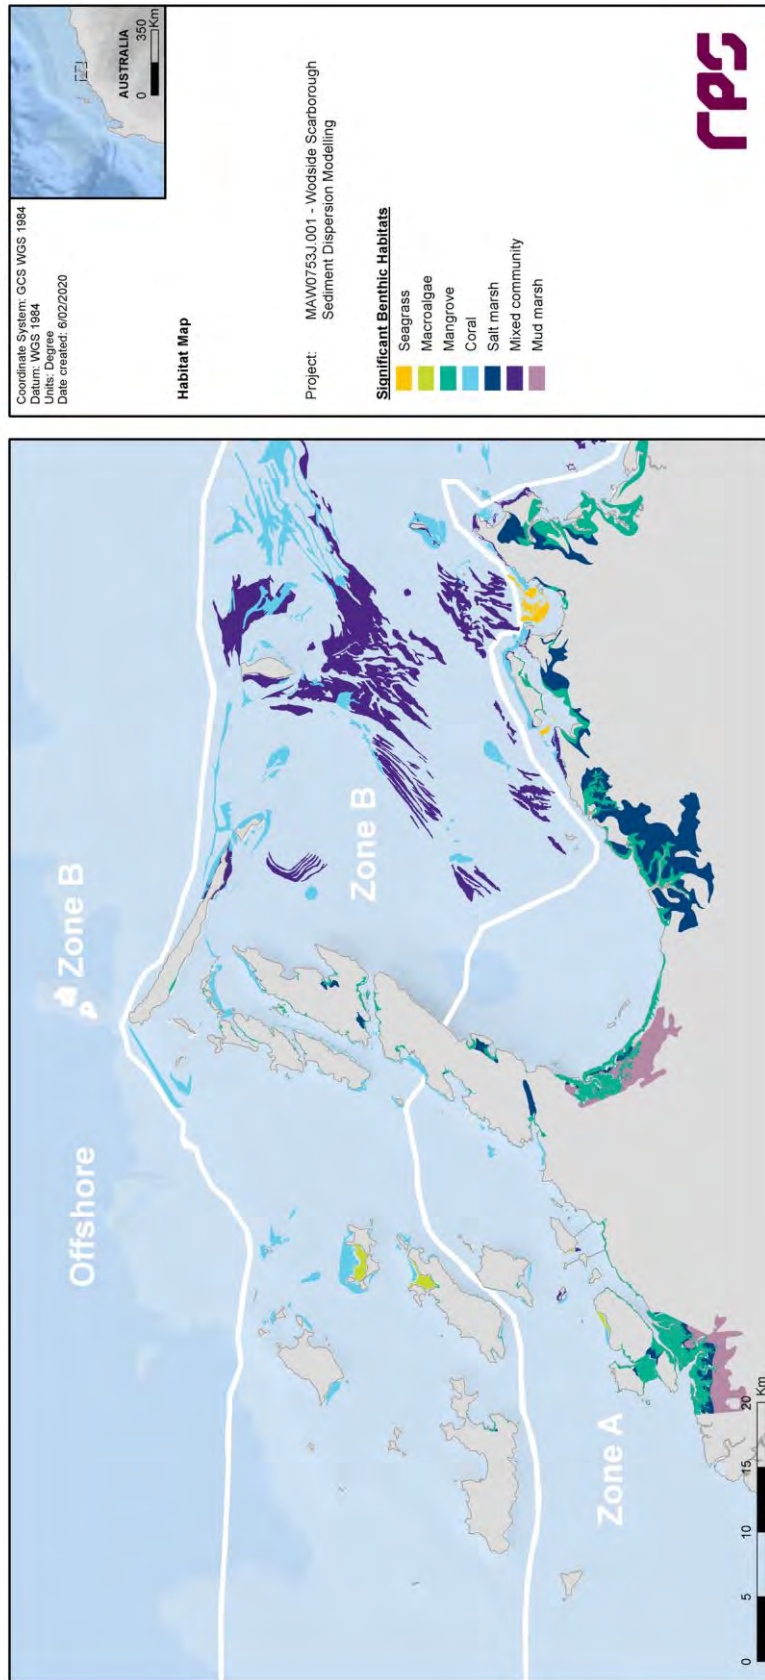 Coordinate System: GCS WGS 1984
Datum: WGS 1984
Units: Degree
Date created: 6/02/2020
AUSTRALIA
0 350
Km
Habitat Map
Project: MAW0753J.001 - Wodside Scarborough
Sediment Dispersion Modelling
Significant Benthic Habitats
Seagrass
Macroalgae
Mangrove
Coral
Salt marsh
Mixed community
Mud marsh
rps
Offshore
Zone B
Zone B
Zone A
0 5 10 15 20
Km